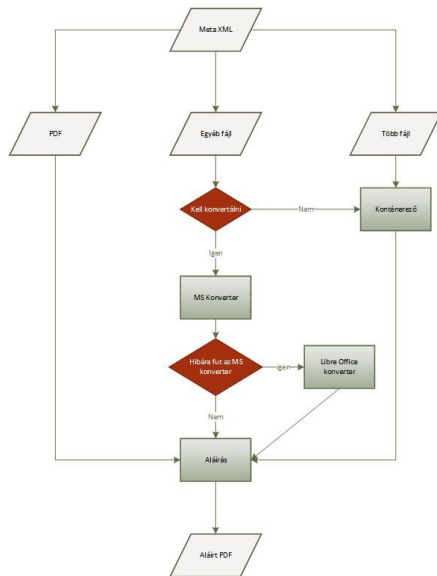 Meta XML
PDF
Egyéb fájl
Több fájl
Kell konvertálni
Nem
Konténerező
Igen
MS Konverter
Hibára fut az MS
konverter
Igen
Libre Office
konverter
Nem
Aláírás
Aláírt PDF